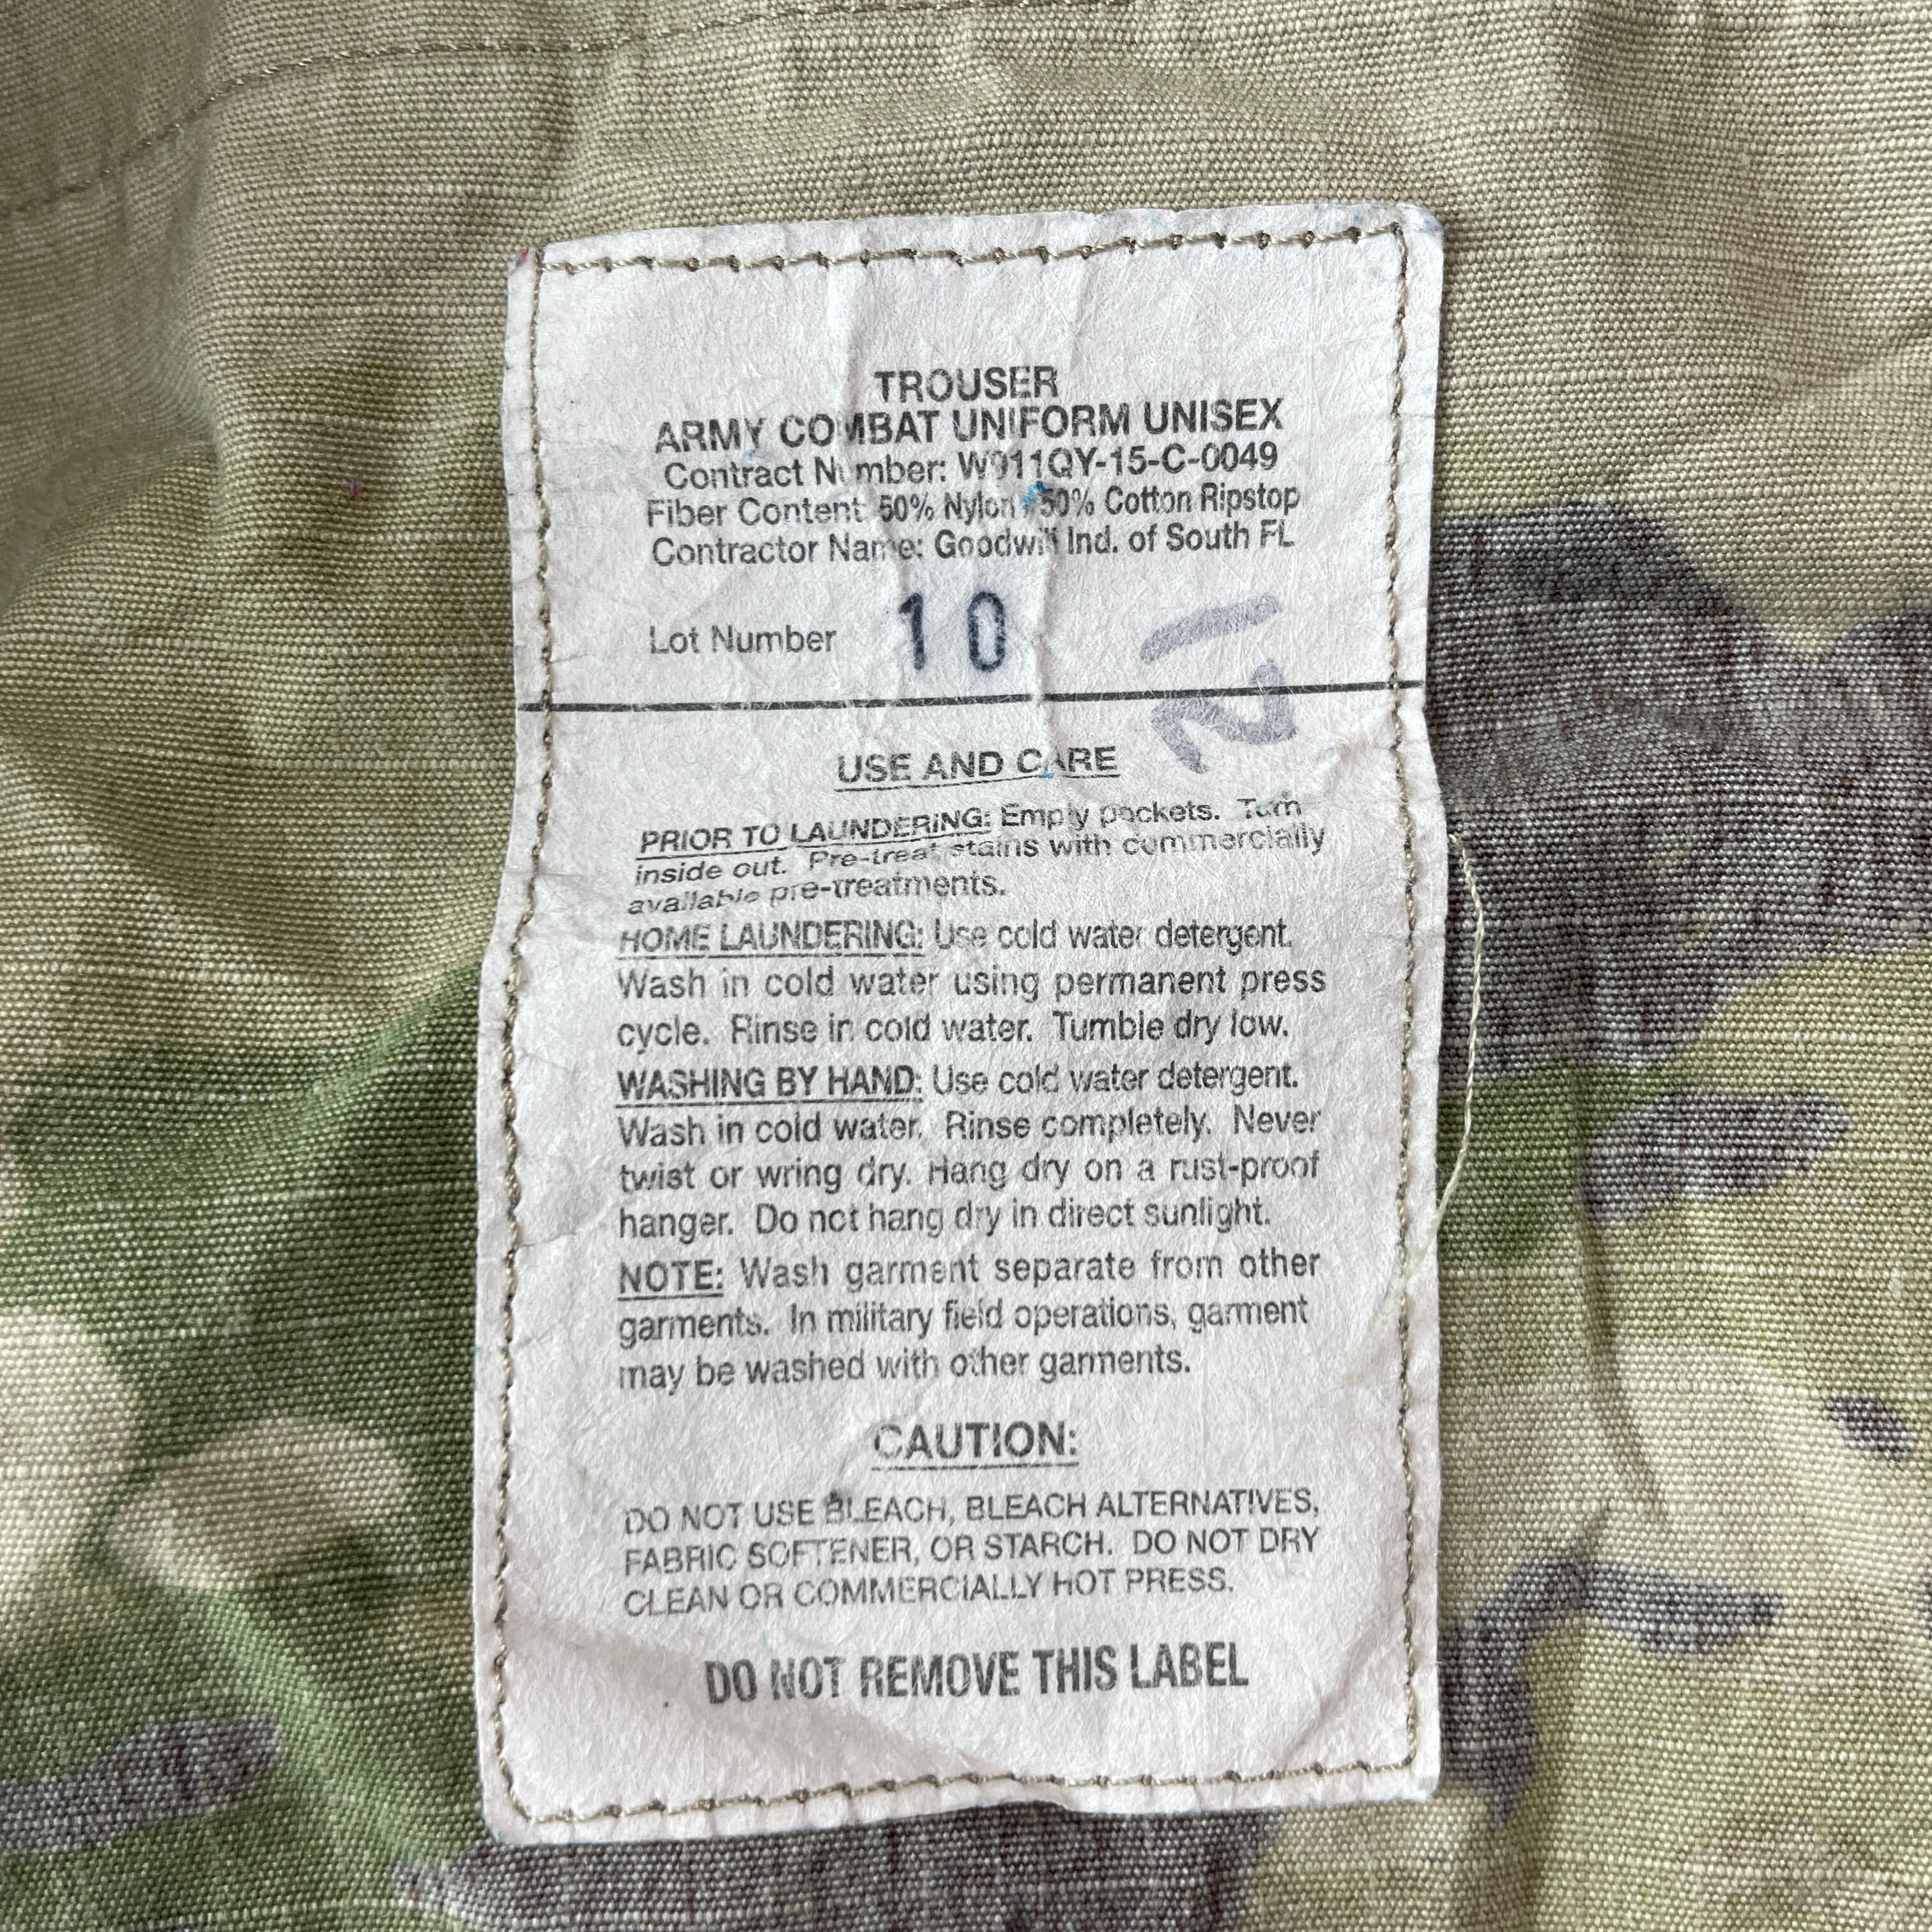 TROUSER
ARMY COMBAT UNIFORM UNISEX
Contract Number: W911QY-15-C-0049
Fiber Content: 50% Nylon / 50% Cotton Ripstop
Contractor Name: Goodwill Ind. of South FL
Lot Number 10
USE AND CARE
PRIOR TO LAUNDERING: Empty pockets. Turn
inside out. Pre-treat stains with commercially
available pre-treatments.
HOME LAUNDERING: Use cold water detergent.
Wash in cold water using permanent press
cycle. Rinse in cold water. Tumble dry low.
WASHING BY HAND: Use cold water detergent.
Wash in cold water. Rinse completely. Never
twist or wring dry. Hang dry on a rust-proof
hanger. Do not hang dry in direct sunlight.
NOTE: Wash garment separate from other
garments. In military field operations, garment
may be washed with other garments.
CAUTION:
DO NOT USE BLEACH, BLEACH ALTERNATIVES,
FABRIC SOFTENER, OR STARCH. DO NOT DRY
CLEAN OR COMMERCIALLY HOT PRESS.
DO NOT REMOVE THIS LABEL